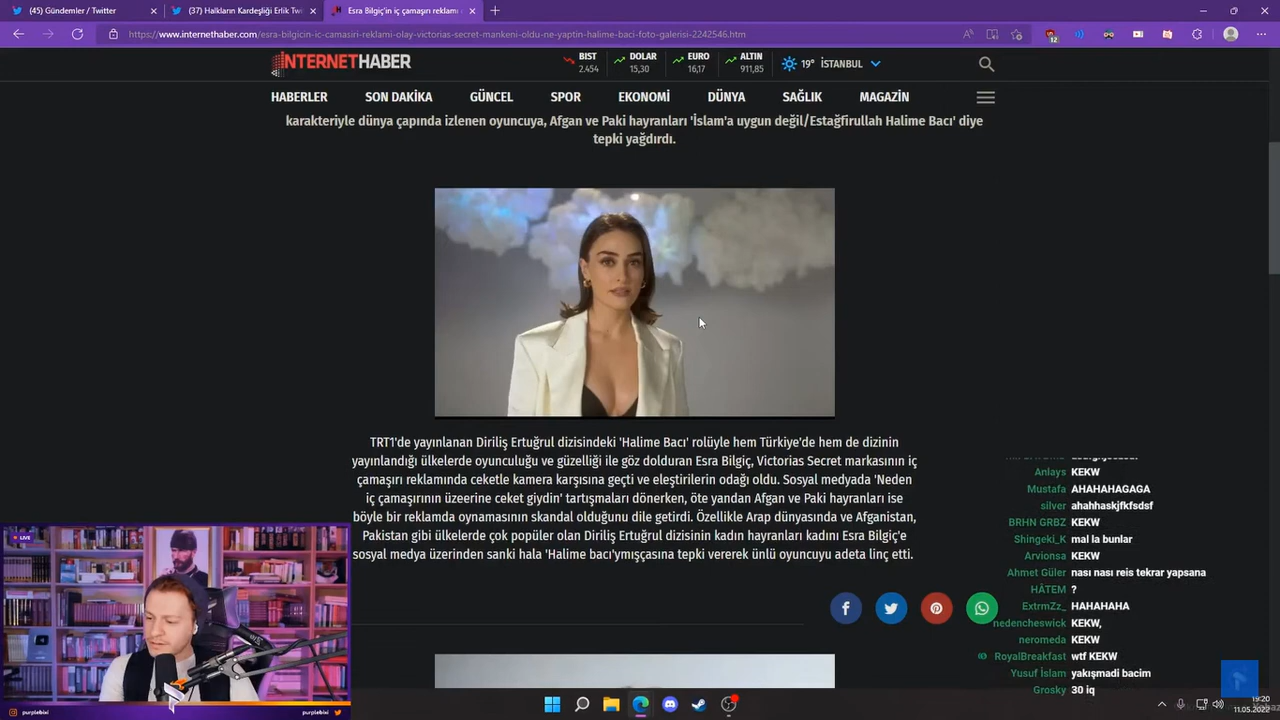 (45) Gündemler / Twitter
(37) Halkların Kardeşliği Erlik Twi
Esra Bilgiç'in iç çamaşırı reklamı
https://www.internethaber.com/esra-bilgicin-ic-camasiri-reklami-olay-victorias-secret-mankeni-oldu-ne-yaptin-halime-baci-foto-galerisi-2242546.htm
12
İNTERNETHABER
BIST
2.454
DOLAR
15,30
EURO
16,17
ALTIN
911,85
19° İSTANBUL
HABERLER SON DAKİKA GÜNCEL SPOR EKONOMİ DÜNYA SAĞLIK MAGAZİN
karakteriyle dünya çapında izlenen oyuncuya, Afgan ve Paki hayranları 'İslam'a uygun değil/Estağfirullah Halime Bacı' diye
tepki yağdırdı.
TRT1'de yayınlanan Diriliş Ertuğrul dizisindeki 'Halime Bacı' rolüyle hem Türkiye'de hem de dizinin
yayınlandığı ülkelerde oyunculuğu ve güzelliği ile göz dolduran Esra Bilgiç, Victorias Secret markasının iç
çamaşırı reklamında ceketle kamera karşısına geçti ve eleştirilerin odağı oldu. Sosyal medyada 'Neden
iç çamaşırının üzerine ceket giydin' tartışmaları dönerken, öte yandan Afgan ve Paki hayranları ise
böyle bir reklamda oynamasının skandal olduğunu dile getirdi. Özellikle Arap dünyasında ve Afganistan,
Pakistan gibi ülkelerde çok popüler olan Diriliş Ertuğrul dizisinin kadın hayranları kadını Esra Bilgiç'e
sosyal medya üzerinden sanki hala 'Halime bacı'ymışçasına tepki vererek ünlü oyuncuyu adeta linç etti.
Anlays KEKW
Mustafa AHAHAHAGAGA
silver ahahhaskjfkfsdsf
BRHN GRBZ KEKW
Shingeki_K mal la bunlar
Arvionsa KEKW
Ahmet Güler nası nası reis tekrar yapsana
HÂTEM ?
ExtrmZz_ HAHAHAHA
nedencheswick KEKW,
neromeda KEKW
RoyalBreakfast wtf KEKW
Yusuf İslam yakışmadi bacim
Grosky 30 iq
LIVE
purplebixi
purplebixi
19:20
11.05.2022